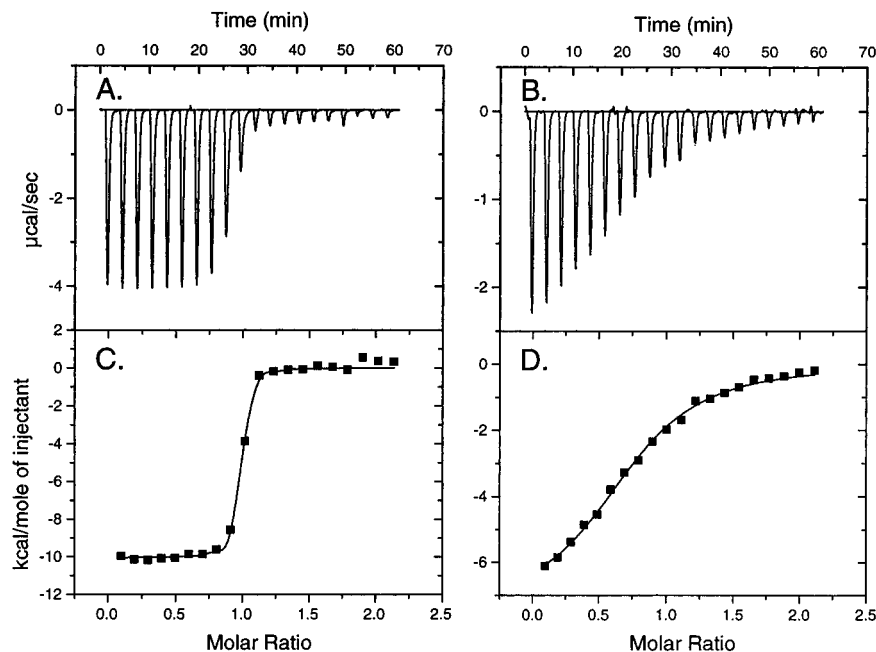 Time (min)
0 10 20 30 40 50 60 70
Time (min)
0 10 20 30 40 50 60 70
A.
0
-2
-4
µcal/sec
B.
0
-1
-2
C.
2
0
-2
-4
-6
-8
-10
-12
kcal/mole of injectant
0.0 0.5 1.0 1.5 2.0 2.5
Molar Ratio
D.
0
-2
-4
-6
0.0 0.5 1.0 1.5 2.0 2.5
Molar Ratio